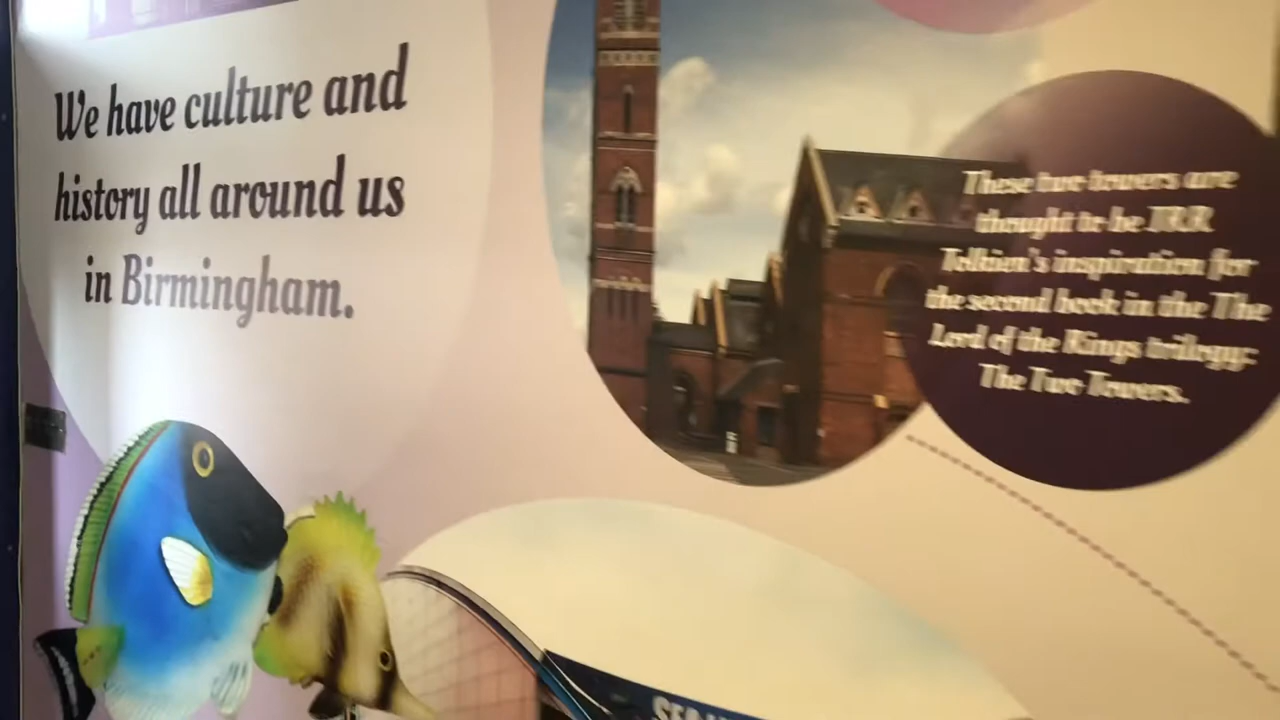 We have culture and
history all around us
in Birmingham.
These two towers are
thought to be JRR
Tolkien's inspiration for
the second book in the The
Lord of the Rings trilogy:
The Two Towers.